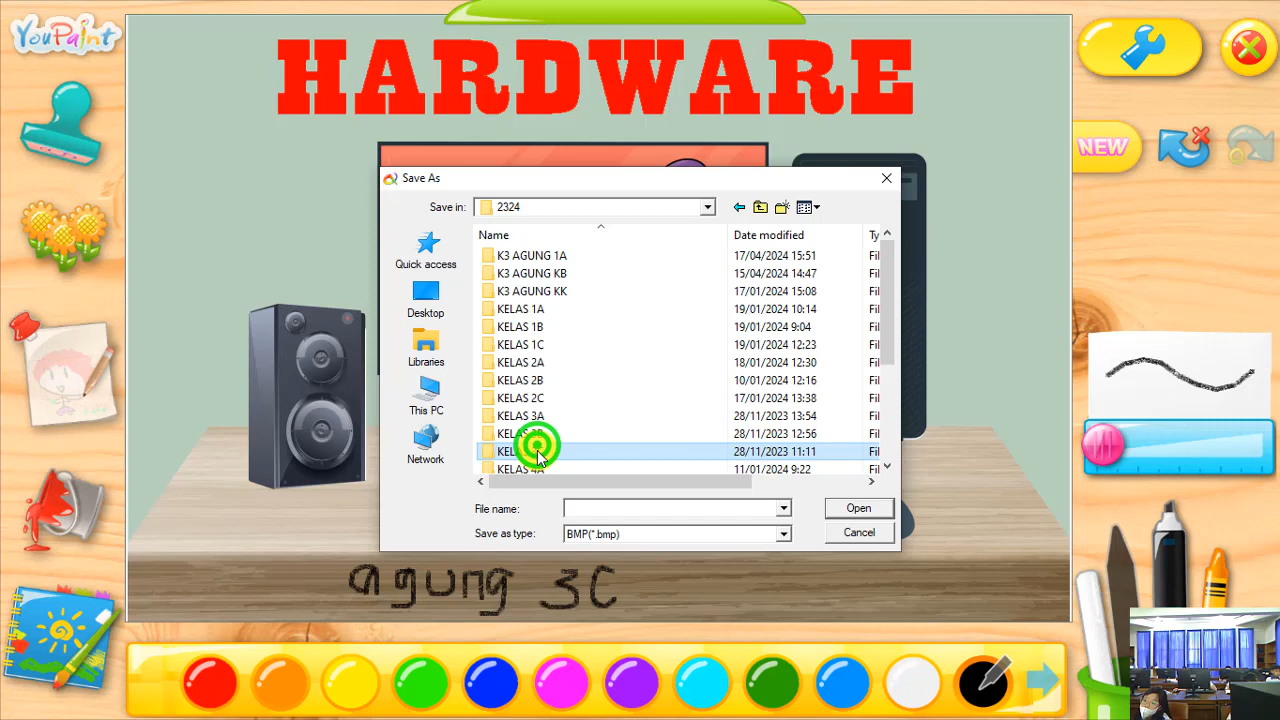 YouPaint
HARDWARE
NEW
Save As
Save in:
2324
Name
Date modified
Ty
K3 AGUNG 1A
17/04/2024 15:51
Fil
K3 AGUNG KB
15/04/2024 14:47
Fil
K3 AGUNG KK
17/01/2024 15:08
Fil
KELAS 1A
19/01/2024 10:14
Fil
KELAS 1B
19/01/2024 9:04
Fil
KELAS 1C
19/01/2024 12:23
Fil
KELAS 2A
18/01/2024 12:30
Fil
KELAS 2B
10/01/2024 12:16
Fil
KELAS 2C
17/01/2024 13:38
Fil
KELAS 3A
28/11/2023 13:54
Fil
28/11/2023 12:56
Fil
28/11/2023 11:11
Fil
KELAS 4A
11/01/2024 9:22
Fil
Quick access
Desktop
Libraries
This PC
Network
File name:
Open
Save as type:
BMP(*.bmp)
Cancel
agung 3C